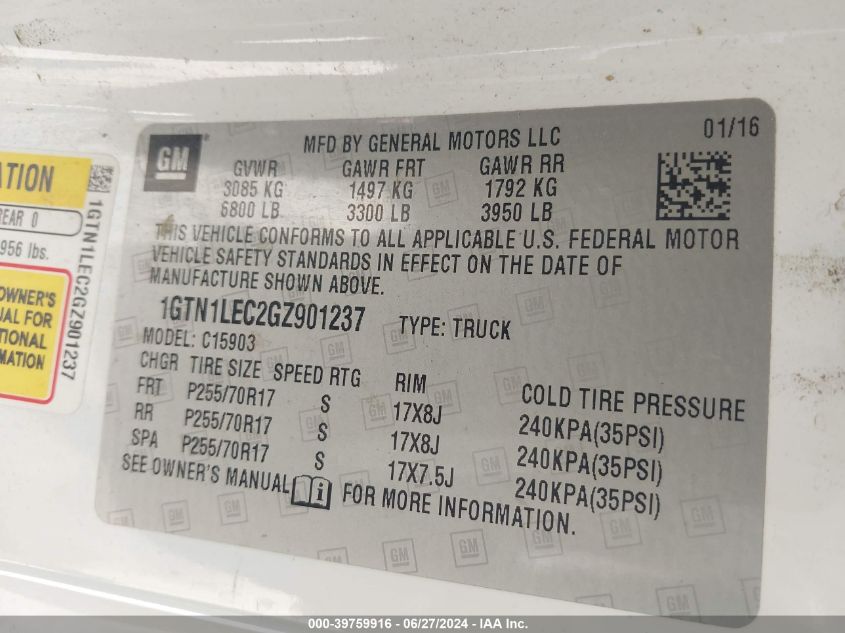 ATION
REAR 0
956 lbs.
OWNER'S
UAL FOR
TIONAL
MATION
1GTN1LEC2GZ901237
GM
MFD BY GENERAL MOTORS LLC
01/16
GVWR GAWR FRT GAWR RR
3085 KG 1497 KG 1792 KG
6800 LB 3300 LB 3950 LB
THIS VEHICLE CONFORMS TO ALL APPLICABLE U.S. FEDERAL MOTOR
VEHICLE SAFETY STANDARDS IN EFFECT ON THE DATE OF
MANUFACTURE SHOWN ABOVE.
1GTN1LEC2GZ901237 TYPE: TRUCK
MODEL: C15903
CHGR TIRE SIZE SPEED RTG RIM COLD TIRE PRESSURE
FRT P255/70R17 S 17X8J 240KPA(35PSI)
RR P255/70R17 S 17X8J 240KPA(35PSI)
SPA P255/70R17 S 17X7.5J 240KPA(35PSI)
SEE OWNER'S MANUAL i FOR MORE INFORMATION.
000-39759916 - 06/27/2024 - IAA Inc.